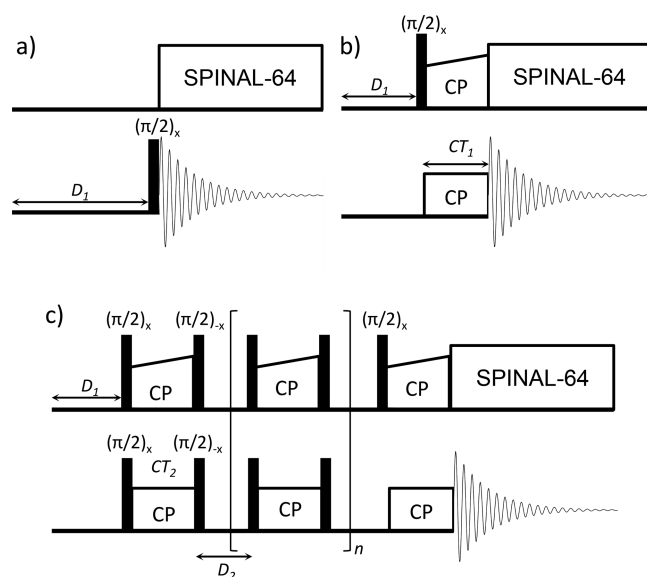 a)
SPINAL-64
(π/2)ₓ
D₁
b)
(π/2)ₓ
SPINAL-64
CP
D₁
CT₁
CP
c)
(π/2)ₓ (π/2)₋ₓ (π/2)ₓ
D₁ CP CP CP SPINAL-64
(π/2)ₓ (π/2)₋ₓ
CT₂
CP CP CP
n
D₂